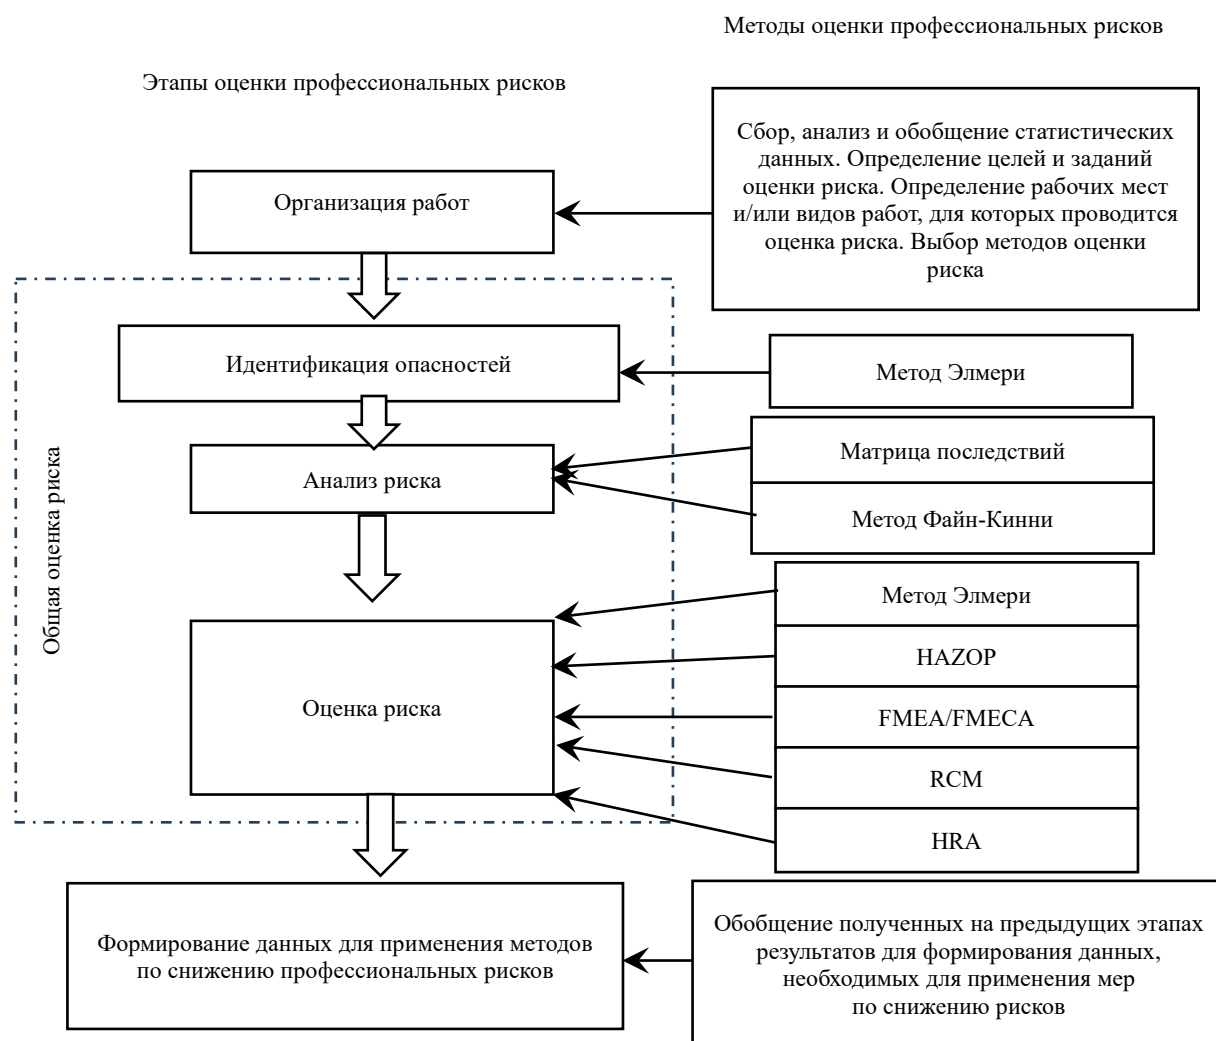 Методы оценки профессиональных рисков
Этапы оценки профессиональных рисков
Сбор, анализ и обобщение статистических
данных. Определение целей и заданий
оценки риска. Определение рабочих мест
и/или видов работ, для которых проводится
оценка риска. Выбор методов оценки
риска
Организация работ
Идентификация опасностей
Метод Элмери
Общая оценка риска
Анализ риска
Матрица последствий
Метод Файн-Кинни
Оценка риска
Метод Элмери
HAZOP
FMEA/FMECA
RCM
HRA
Формирование данных для применения методов
по снижению профессиональных рисков
Обобщение полученных на предыдущих этапах
результатов для формирования данных,
необходимых для применения мер
по снижению рисков